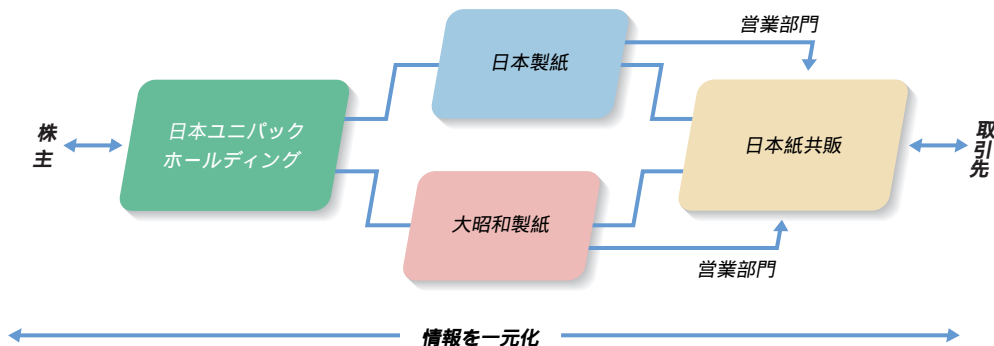 株
主
日本ユニパック
ホールディング
日本製紙
大昭和製紙
営業部門
営業部門
日本紙共販
取引先
情報を一元化